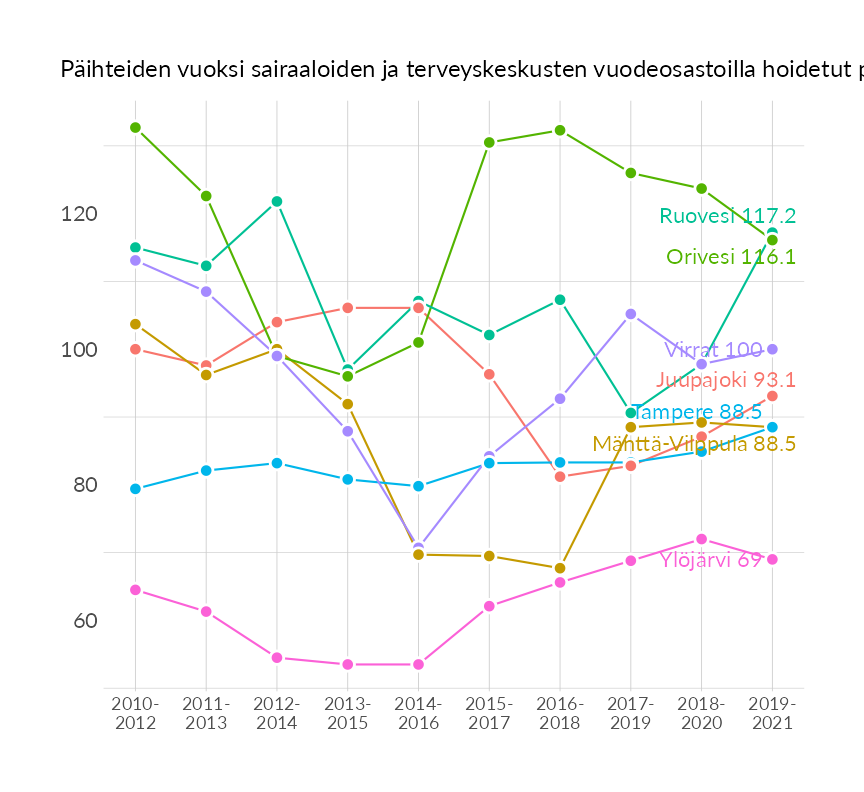 Päihteiden vuoksi sairaaloiden ja terveyskeskusten vuodeosastoilla hoidetut
120
100
80
60
Ruovesi 117.2
Orivesi 116.1
Virrat 100
Juupajoki 93.1
Tampere 88.5
Mänttä-Vilppula 88.5
Ylöjärvi 69
2010- 2011- 2012- 2013- 2014- 2015- 2016- 2017- 2018- 2019-
2012 2013 2014 2015 2016 2017 2018 2019 2020 2021